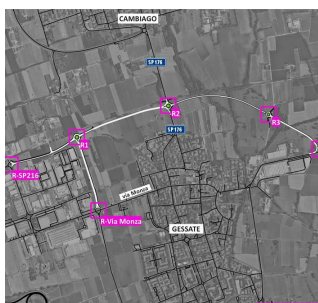 CAMBIAGO
SP176
R2
R3
SP176
R1
R-SP216
via Monza
R-Via Monza
GESSATE